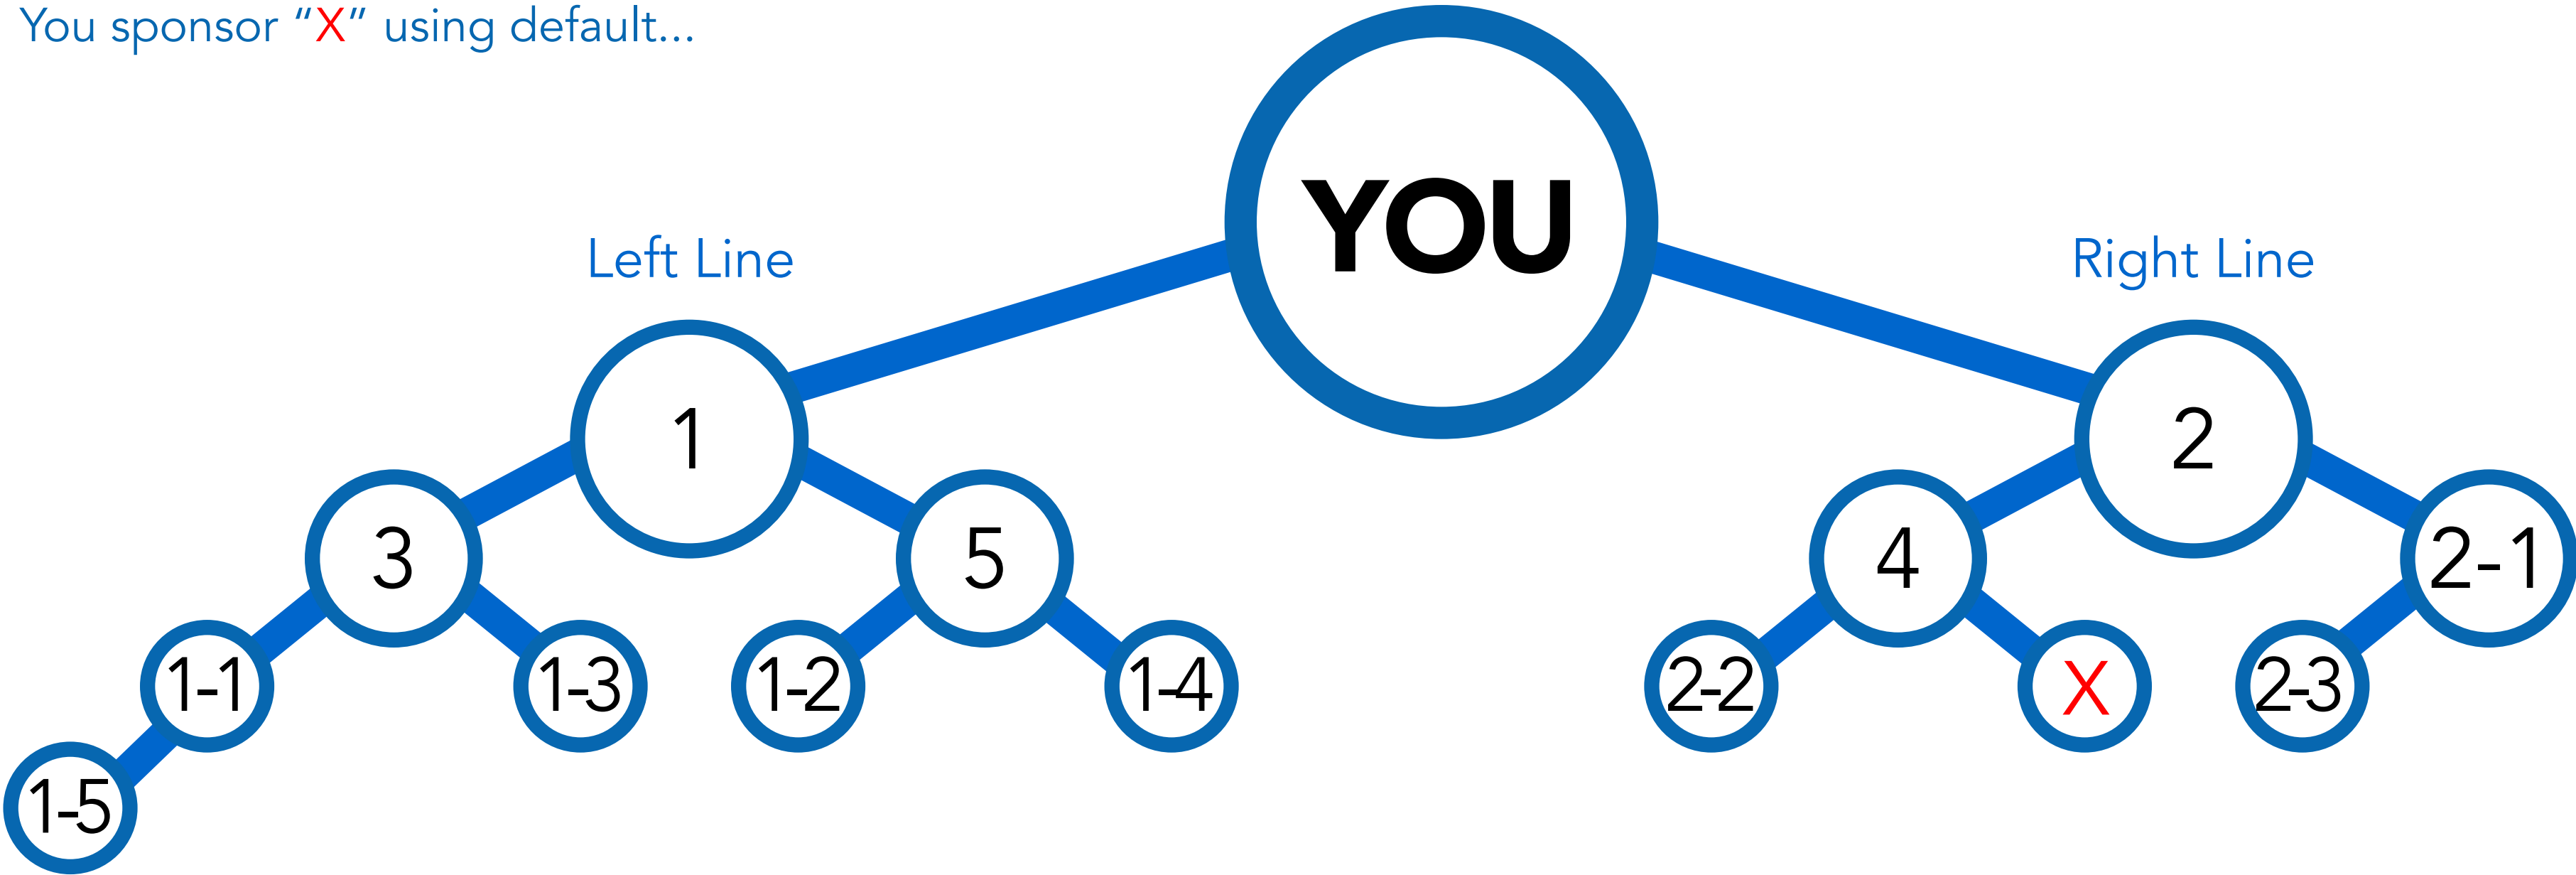 You sponsor “X” using default...
YOU
Left Line
Right Line
1
2
3
5
4
2-1
1-1
1-3
1-2
1-4
2-2
X
2-3
1-5